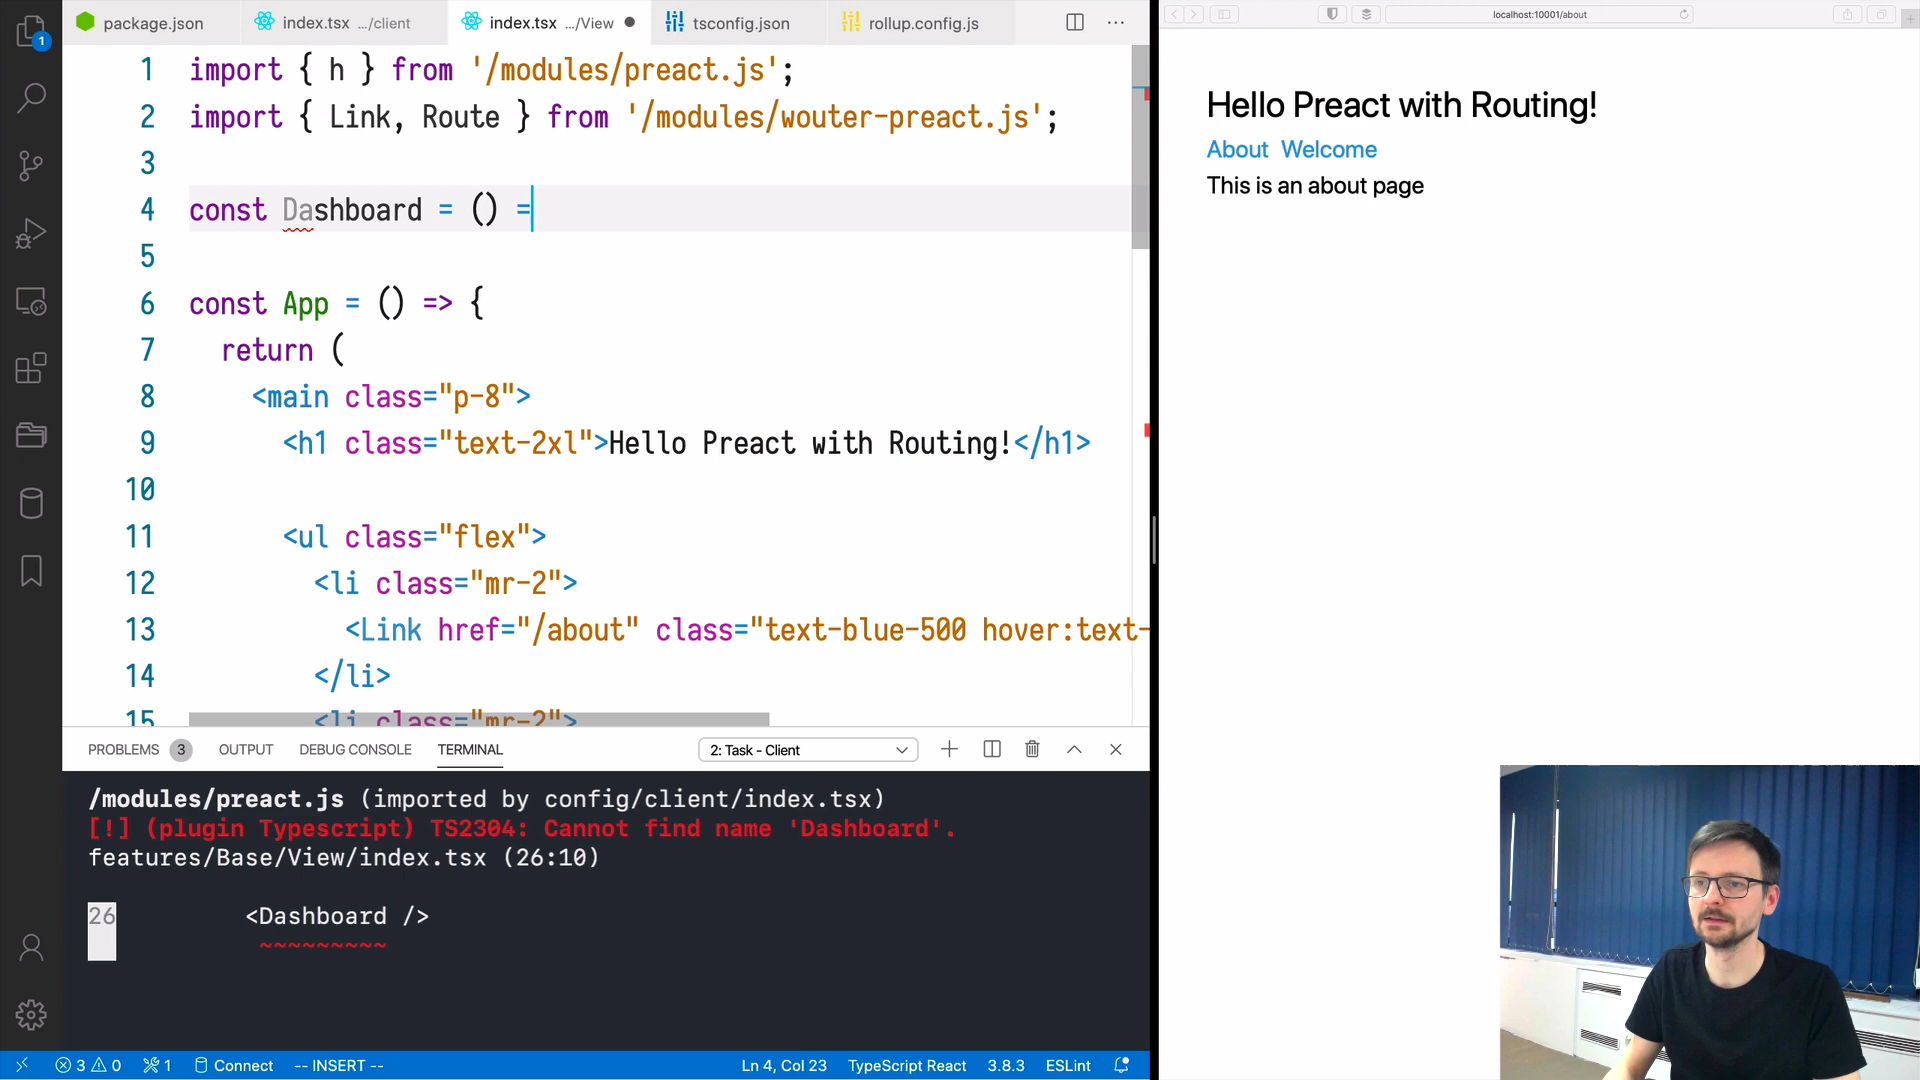 1
package.json
index.tsx .../client
index.tsx .../View
tsconfig.json
rollup.config.js
1 import { h } from '/modules/preact.js';
2 import { Link, Route } from '/modules/wouter-preact.js';
3
4 const Dashboard = () =
5
6 const App = () => {
7 return (
8 <main class="p-8">
9 <h1 class="text-2xl">Hello Preact with Routing!</h1>
10
11 <ul class="flex">
12 <li class="mr-2">
13 <Link href="/about" class="text-blue-500 hover:text-
14 </li>
15 <li class="mr-2">
PROBLEMS 3 OUTPUT DEBUG CONSOLE TERMINAL 2: Task - Client
/modules/preact.js (imported by config/client/index.tsx)
[!] (plugin Typescript) TS2304: Cannot find name 'Dashboard'.
features/Base/View/index.tsx (26:10)
26 <Dashboard />
~~~~~~~~~
3 0 1 Connect -- INSERT -- Ln 4, Col 23 TypeScript React 3.8.3 ESLint
localhost:10001/about
Hello Preact with Routing!
About Welcome
This is an about page